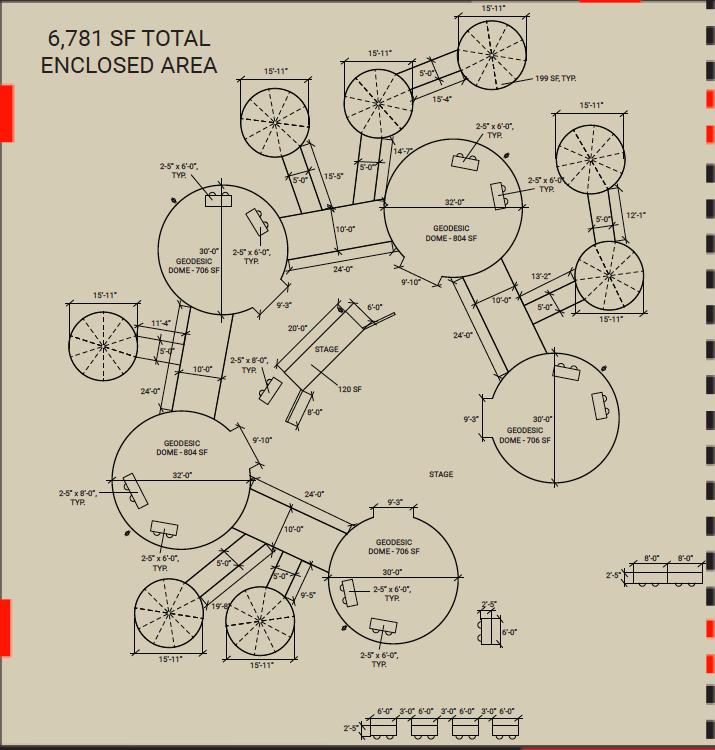 6,781 SF TOTAL
ENCLOSED AREA
15'-11"
15'-11"
5'-0"
15'-4"
199 SF, TYP.
15'-11"
15'-11"
2-5" x 6'-0",
TYP.
14'-7"
5'-0"
15'-5"
5'-0"
2-5" x 6'-0",
TYP.
2-5" x 6'-0",
TYP.
32'-0"
GEODESIC
DOME - 804 SF
10'-0"
24'-0"
30'-0"
GEODESIC
DOME - 706 SF
2-5" x 6'-0",
TYP.
5'-0"
12'-1"
9'-10"
13'-2"
10'-0"
5'-0"
15'-11"
9'-3"
15'-11"
11'-4"
5'-0"
10'-0"
24'-0"
6'-0"
20'-0"
STAGE
120 SF
8'-0"
2-5" x 8'-0",
TYP.
24'-0"
9'-3"
30'-0"
GEODESIC
DOME - 706 SF
GEODESIC
DOME - 804 SF
9'-10"
32'-0"
STAGE
2-5" x 8'-0",
TYP.
24'-0"
9'-3"
10'-0"
GEODESIC
DOME - 706 SF
2-5" x 6'-0",
TYP.
5'-0"
5'-0"
30'-0"
9'-5"
2-5" x 6'-0",
TYP.
19'-8"
15'-11"
15'-11"
2-5" x 6'-0",
TYP.
8'-0" 8'-0"
2'-5"
2'-5"
6'-0"
6'-0" 3'-0" 6'-0" 3'-0" 6'-0" 3'-0" 6'-0"
2'-5"